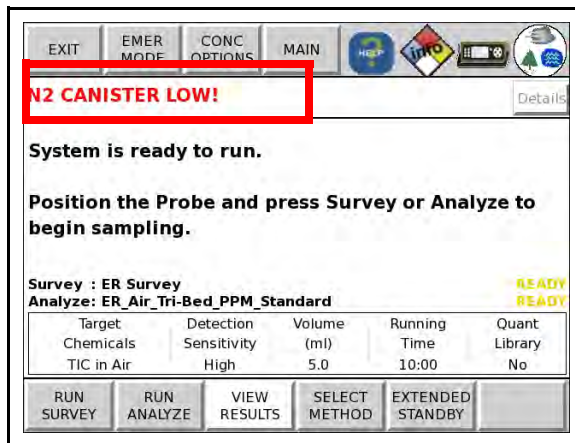 EXIT
EMER
MODE
CONC
OPTIONS
MAIN
HELP
info
N2 CANISTER LOW!
Details
System is ready to run.
Position the Probe and press Survey or Analyze to
begin sampling.
Survey : ER Survey READY
Analyze: ER_Air_Tri-Bed_PPM_Standard READY
Target Detection Volume Running Quant
Chemicals Sensitivity (ml) Time Library
TIC in Air High 5.0 10:00 No
RUN
SURVEY
RUN
ANALYZE
VIEW
RESULTS
SELECT
METHOD
EXTENDED
STANDBY